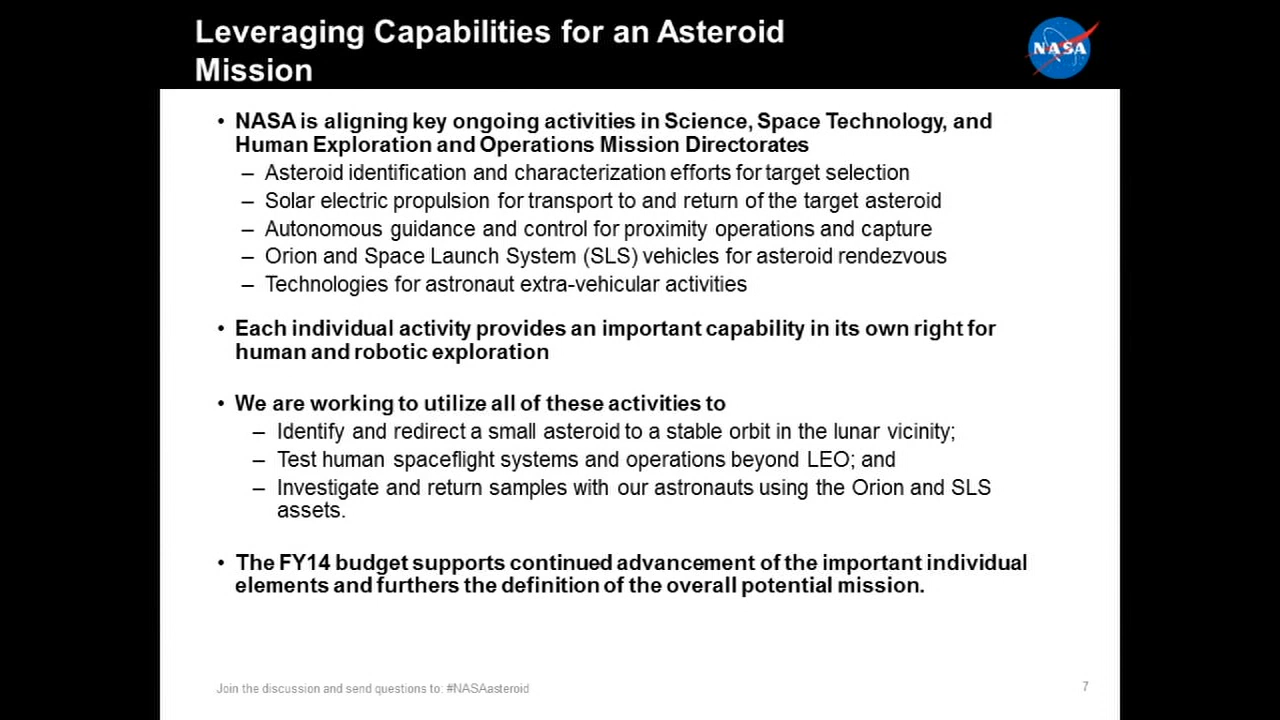 Leveraging Capabilities for an Asteroid
Mission
NASA
• NASA is aligning key ongoing activities in Science, Space Technology, and
Human Exploration and Operations Mission Directorates
– Asteroid identification and characterization efforts for target selection
– Solar electric propulsion for transport to and return of the target asteroid
– Autonomous guidance and control for proximity operations and capture
– Orion and Space Launch System (SLS) vehicles for asteroid rendezvous
– Technologies for astronaut extra-vehicular activities
• Each individual activity provides an important capability in its own right for
human and robotic exploration
• We are working to utilize all of these activities to
– Identify and redirect a small asteroid to a stable orbit in the lunar vicinity;
– Test human spaceflight systems and operations beyond LEO; and
– Investigate and return samples with our astronauts using the Orion and SLS
assets.
• The FY14 budget supports continued advancement of the important individual
elements and furthers the definition of the overall potential mission.
Join the discussion and send questions to: #NASAasteroid
7